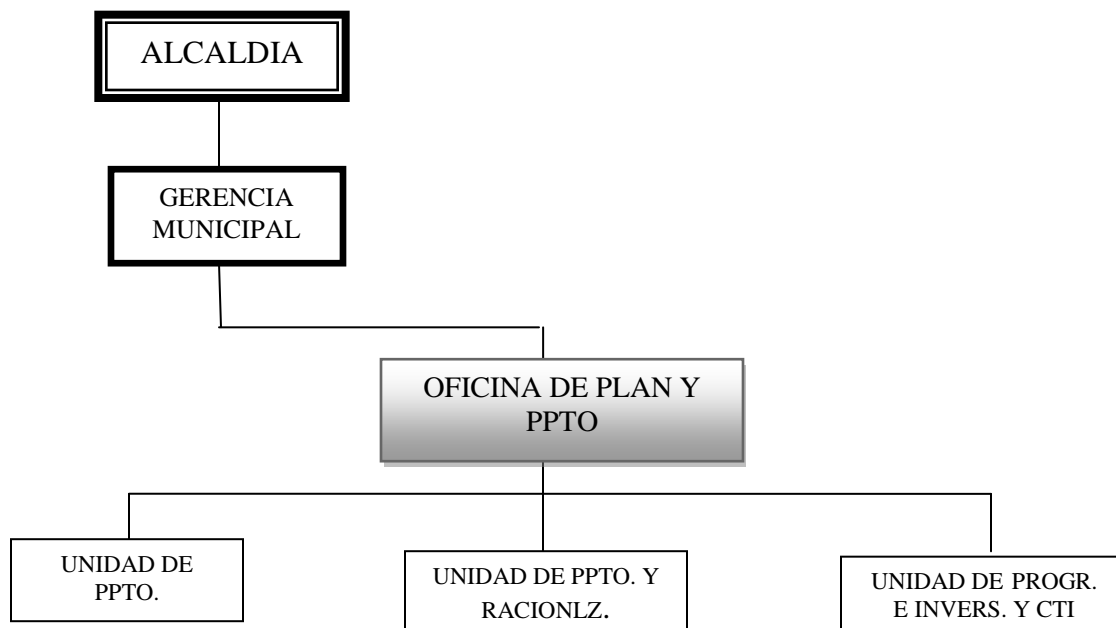 ALCALDIA
GERENCIA
MUNICIPAL
OFICINA DE PLAN Y
PPTO
UNIDAD DE
PPTO.
UNIDAD DE PPTO. Y
RACIONLZ.
UNIDAD DE PROGR.
E INVERS. Y CTI